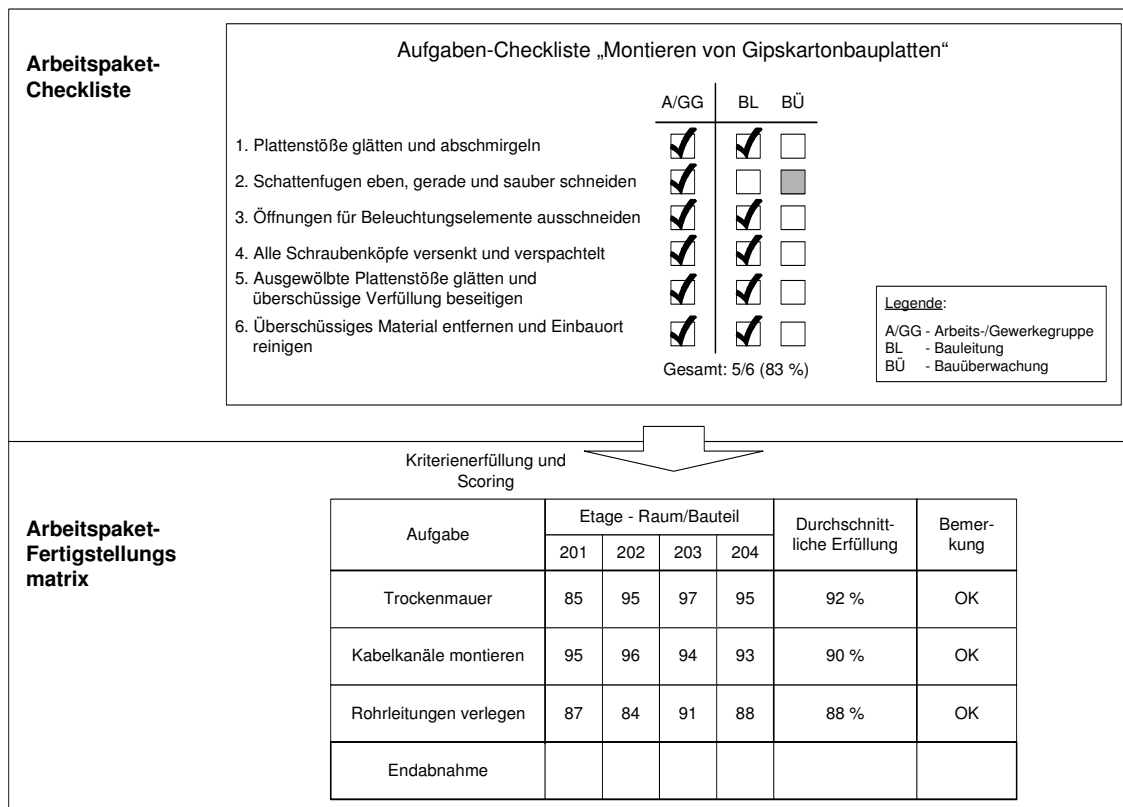 Arbeitspaket-
Checkliste
Aufgaben-Checkliste „Montieren von Gipskartonbauplatten“
A/GG BL BÜ
1. Plattenstöße glätten und abschmirgeln
2. Schattenfugen eben, gerade und sauber schneiden
3. Öffnungen für Beleuchtungselemente ausschneiden
4. Alle Schraubenköpfe versenkt und verspachtelt
5. Ausgewölbte Plattenstöße glätten und
überschüssige Verfüllung beseitigen
6. Überschüssiges Material entfernen und Einbauort
reinigen
Gesamt: 5/6 (83 %)
Legende:
A/GG - Arbeits-/Gewerkegruppe
BL - Bauleitung
BÜ - Bauüberwachung
Kriterienerfüllung und
Scoring
Arbeitspaket-
Fertigstellungs
matrix
Aufgabe
Etage - Raum/Bauteil
201 202 203 204
Durchschnitt-
liche Erfüllung
Bemer-
kung
Trockenmauer 85 95 97 95 92 % OK
Kabelkanäle montieren 95 96 94 93 90 % OK
Rohrleitungen verlegen 87 84 91 88 88 % OK
Endabnahme